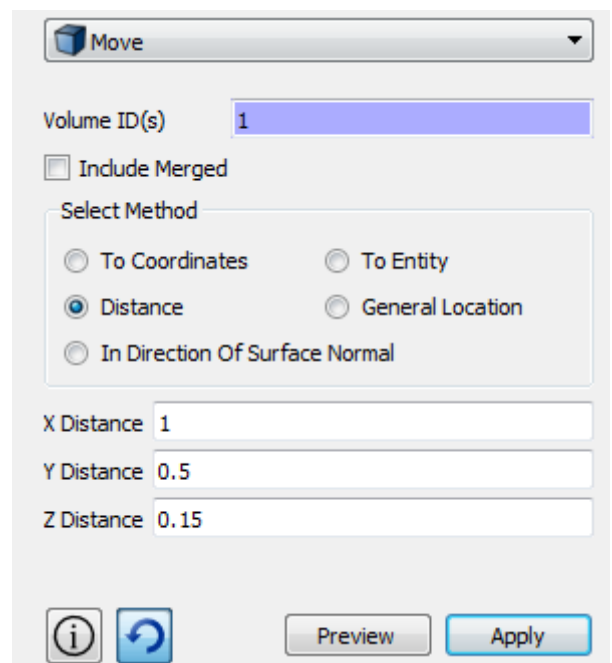 Move
Volume ID(s) 1
Include Merged
Select Method
To Coordinates To Entity
Distance General Location
In Direction Of Surface Normal
X Distance 1
Y Distance 0.5
Z Distance 0.15
Preview Apply